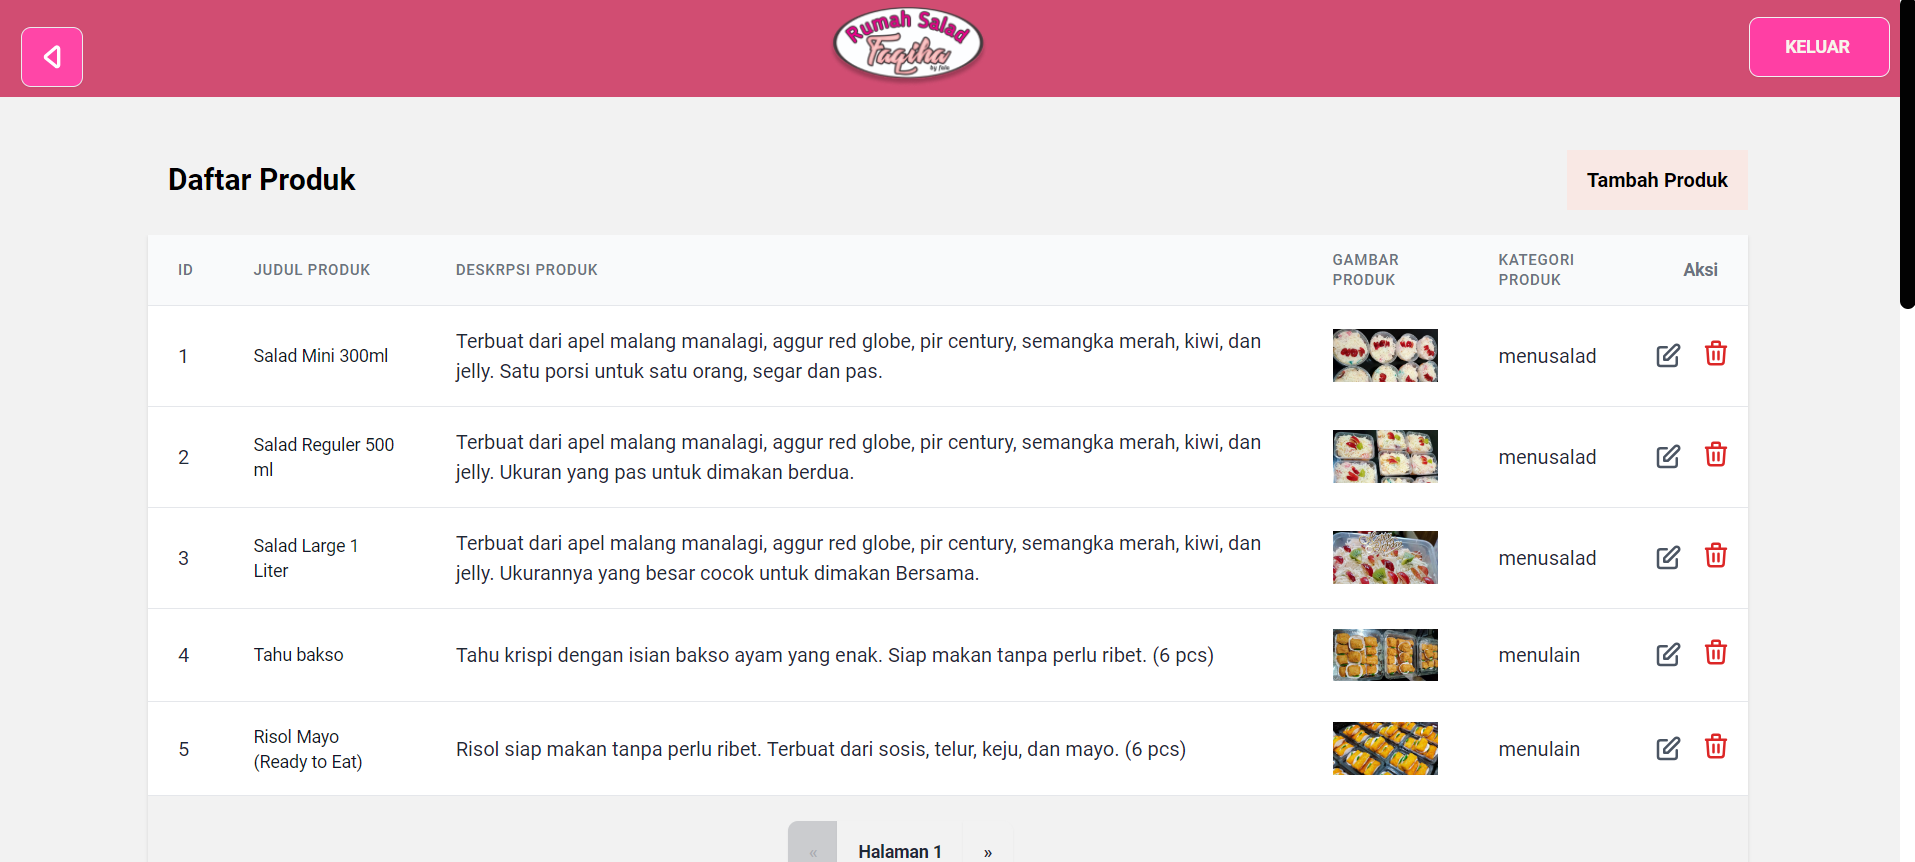 Rumah Salad
Faqiha
KELUAR
Daftar Produk
Tambah Produk
ID
JUDUL PRODUK
DESKRPSI PRODUK
GAMBAR
PRODUK
KATEGORI
PRODUK
Aksi
1
Salad Mini 300ml
Terbuat dari apel malang manalagi, aggur red globe, pir century, semangka merah, kiwi, dan
jelly. Satu porsi untuk satu orang, segar dan pas.
menusalad
2
Salad Reguler 500
ml
Terbuat dari apel malang manalagi, aggur red globe, pir century, semangka merah, kiwi, dan
jelly. Ukuran yang pas untuk dimakan berdua.
menusalad
3
Salad Large 1
Liter
Terbuat dari apel malang manalagi, aggur red globe, pir century, semangka merah, kiwi, dan
jelly. Ukurannya yang besar cocok untuk dimakan Bersama.
menusalad
4
Tahu bakso
Tahu krispi dengan isian bakso ayam yang enak. Siap makan tanpa perlu ribet. (6 pcs)
menulain
5
Risol Mayo
(Ready to Eat)
Risol siap makan tanpa perlu ribet. Terbuat dari sosis, telur, keju, dan mayo. (6 pcs)
menulain
« Halaman 1 »